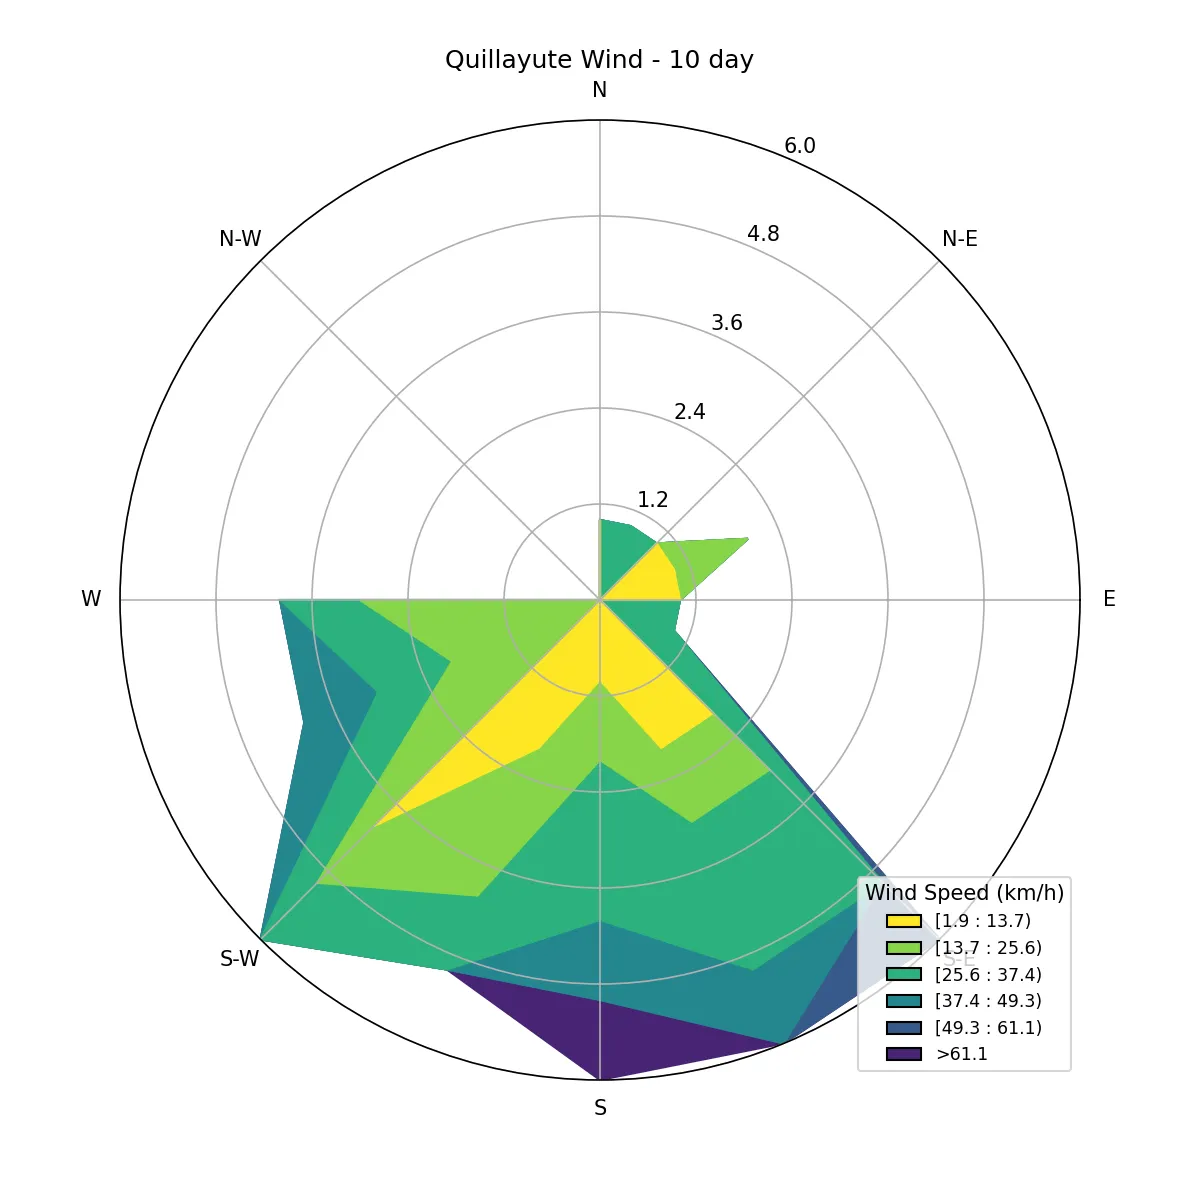 Quillayute Wind - 10 day
N
6.0
4.8
N-W
N-E
3.6
2.4
1.2
W
E
Wind Speed (km/h)
[1.9 : 13.7)
[13.7 : 25.6)
S-W
S-E
[25.6 : 37.4)
[37.4 : 49.3)
[49.3 : 61.1)
>61.1
S